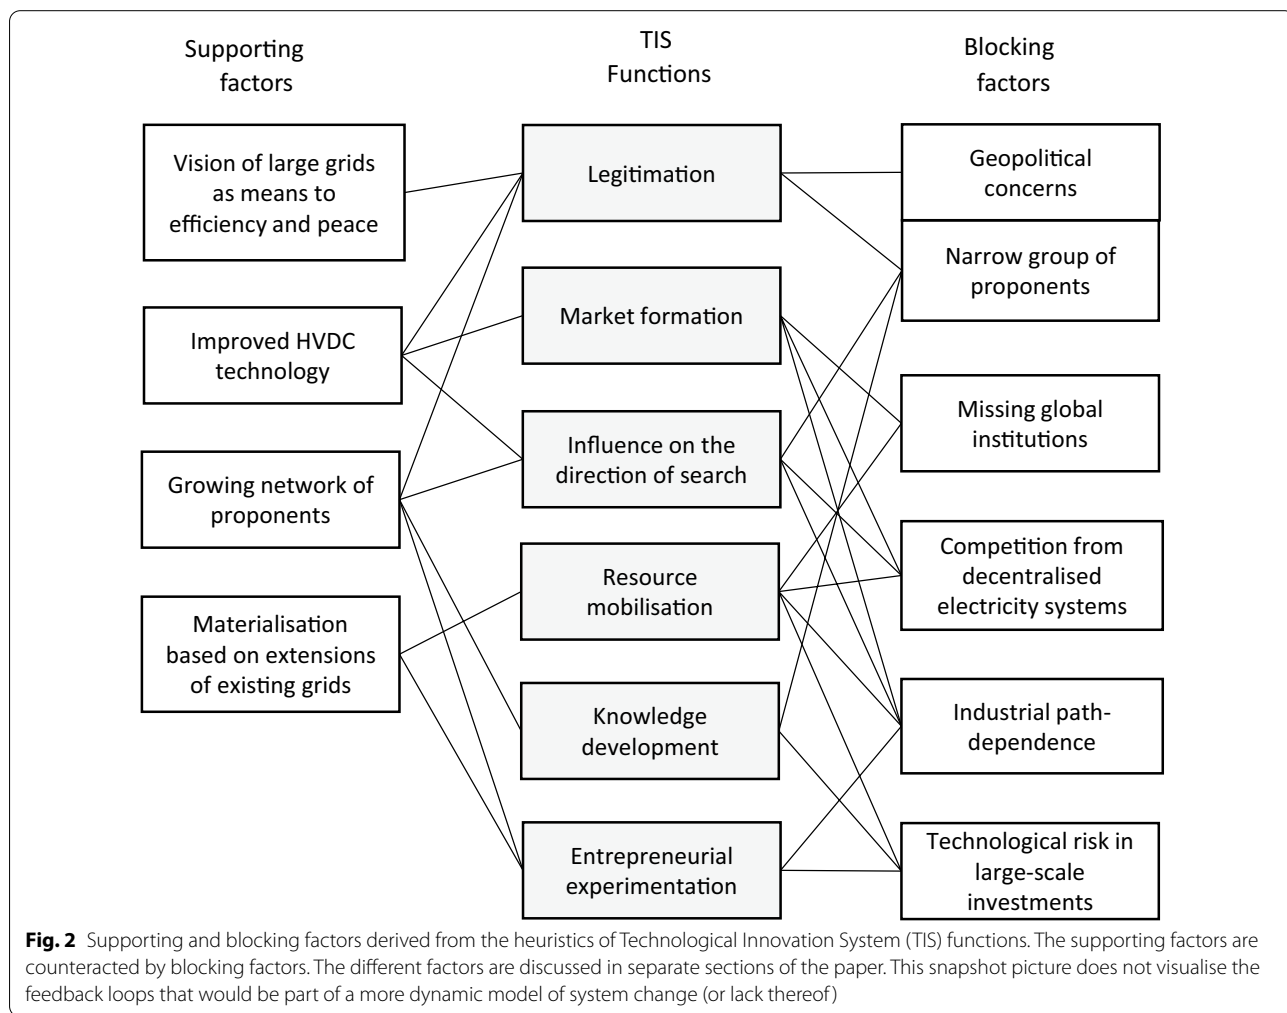 Supporting
factors
TIS
Functions
Blocking
factors
Vision of large grids
as means to
efficiency and peace
Improved HVDC
technology
Growing network of
proponents
Materialisation
based on extensions
of existing grids
Legitimation
Market formation
Influence on the
direction of search
Resource
mobilisation
Knowledge
development
Entrepreneurial
experimentation
Geopolitical
concerns
Narrow group of
proponents
Missing global
institutions
Competition from
decentralised
electricity systems
Industrial path-
dependence
Technological risk in
large-scale
investments
Fig. 2 Supporting and blocking factors derived from the heuristics of Technological Innovation System (TIS) functions. The supporting factors are
counteracted by blocking factors. The different factors are discussed in separate sections of the paper. This snapshot picture does not visualise the
feedback loops that would be part of a more dynamic model of system change (or lack thereof)